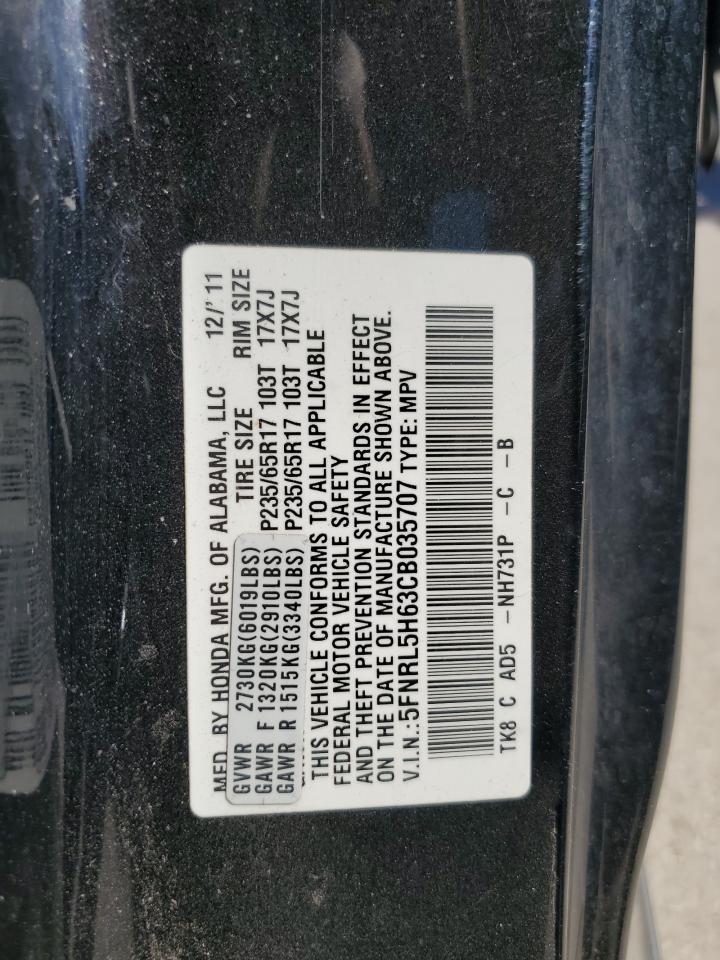 MFD. BY HONDA MFG. OF ALABAMA, LLC 12/'11
TIRE SIZE RIM SIZE
GVWR 2730KG(6019LBS)
GAWR F 1320KG(2910LBS) P235/65R17 103T 17X7J
GAWR R 1515KG(3340LBS) P235/65R17 103T 17X7J
THIS VEHICLE CONFORMS TO ALL APPLICABLE
FEDERAL MOTOR VEHICLE SAFETY
AND THEFT PREVENTION STANDARDS IN EFFECT
ON THE DATE OF MANUFACTURE SHOWN ABOVE.
V.I.N.:5FNRL5H63CB035707 TYPE: MPV
TK8 C AD5 -NH731P -C -B